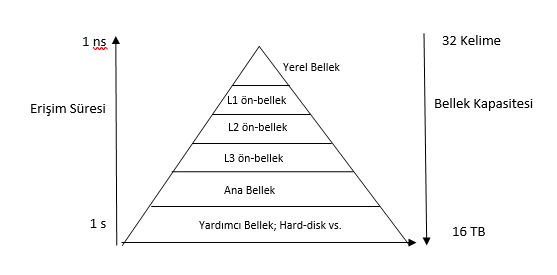 1 ns
32 Kelime
Yerel Bellek
Erişim Süresi
L1 ön-bellek
Bellek Kapasitesi
L2 ön-bellek
L3 ön-bellek
Ana Bellek
1 s
Yardımcı Bellek; Hard-disk vs.
16 TB